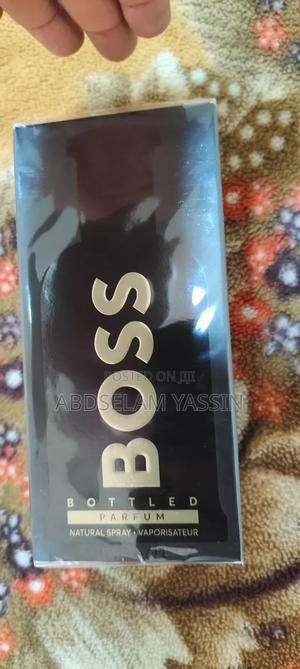 BOSS
BOTTLED
PARFUM
NATURAL SPRAY • VAPORISATEUR
POSTED ON JIJI
ABDSELAM YASSIN